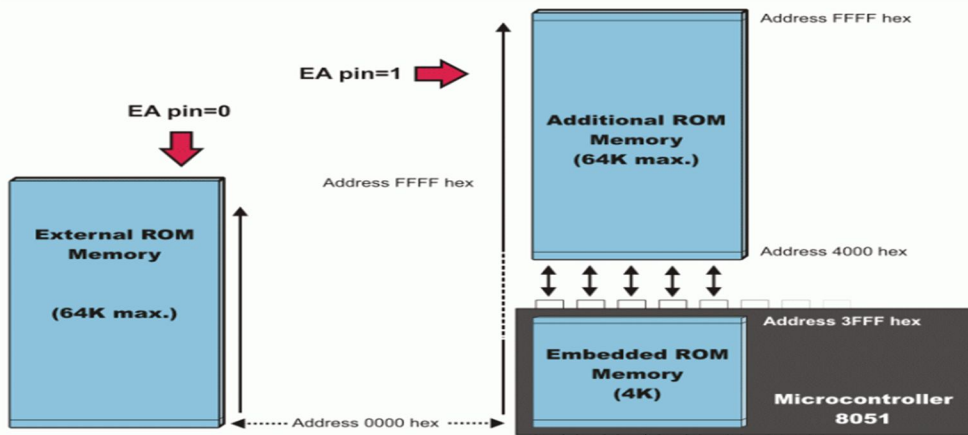 Address FFFF hex
EA pin=1
EA pin=0
Additional ROM
Memory
(64K max.)
Address FFFF hex
External ROM
Memory
(64K max.)
Address 4000 hex
Address 3FFF hex
Embedded ROM
Memory
(4K)
Microcontroller
8051
Address 0000 hex